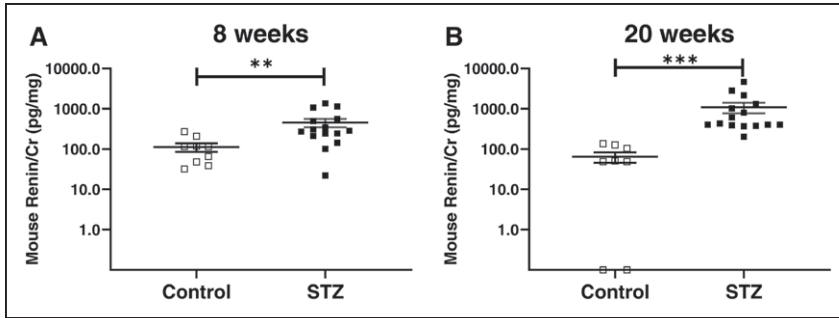 A
8 weeks
Mouse Renin/Cr (pg/mg)
10000.0
1000.0
100.0
10.0
1.0
**
Control
STZ
B
20 weeks
Mouse Renin/Cr (pg/mg)
10000.0
1000.0
100.0
10.0
1.0
***
Control
STZ